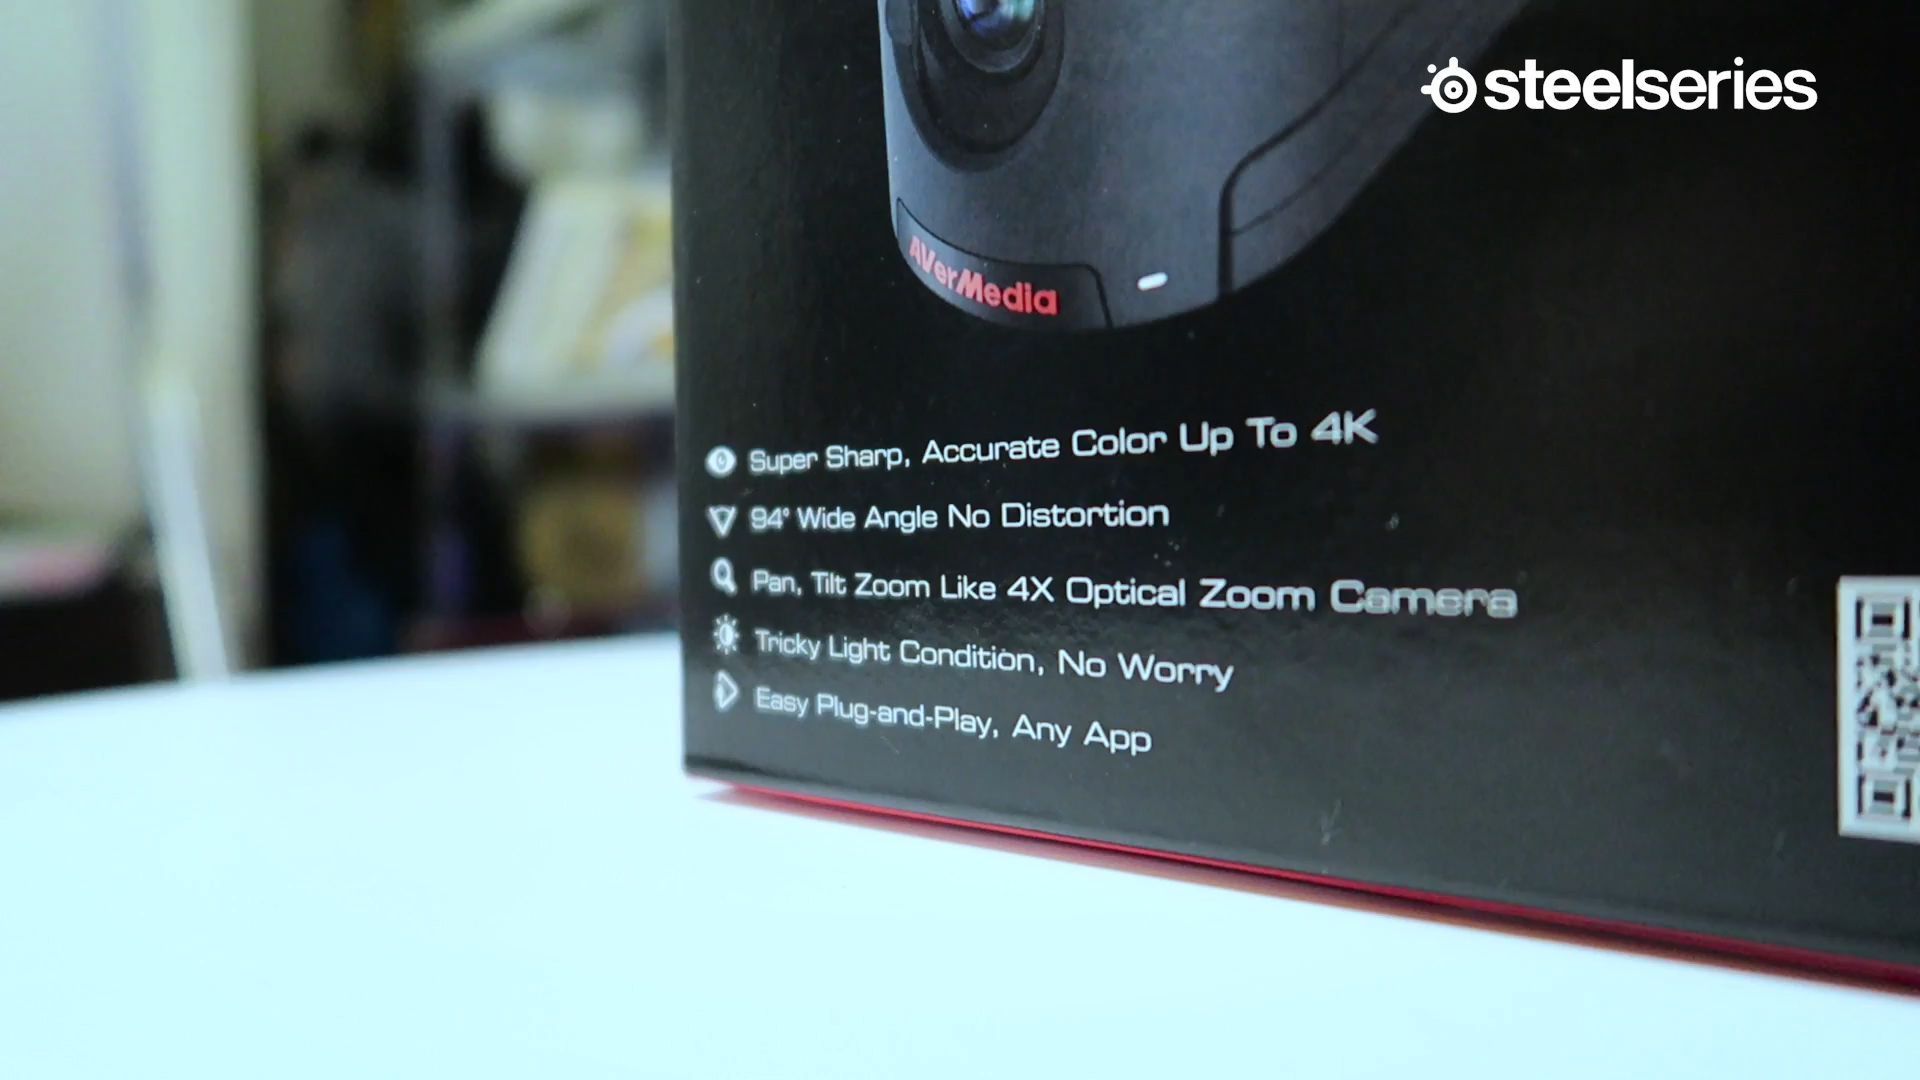 steelseries
AVerMedia
Super Sharp, Accurate Color Up To 4K
94° Wide Angle No Distortion
Pan, Tilt Zoom Like 4X Optical Zoom Camera
Tricky Light Condition, No Worry
Easy Plug-and-Play, Any App